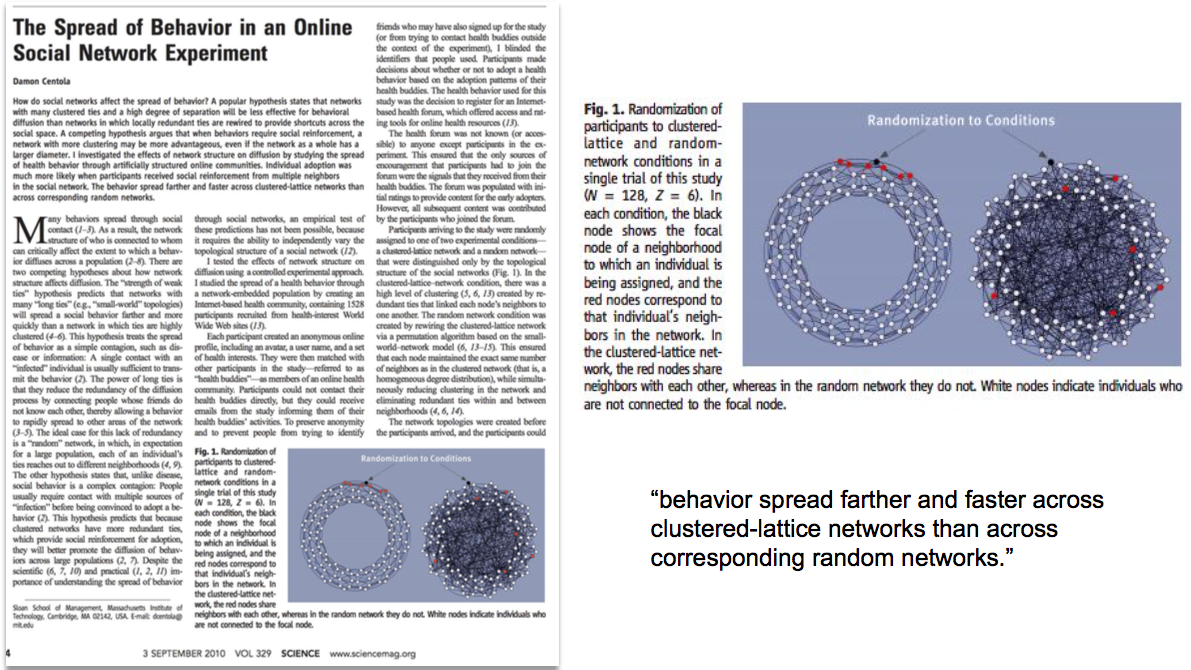 The Spread of Behavior in an Online
Social Network Experiment
Damon Centola
How do social networks affect the spread of behavior? A popular hypothesis states that networks
with many clustered ties and a high degree of separation will be less effective for behavioral
diffusion than networks in which locally redundant ties are rewired to provide shortcuts across the
social space. A competing hypothesis argues that when behaviors require social reinforcement, a
network with more clustering may be more advantageous, even if the network as a whole has a
larger diameter. I investigated the effects of network structure on diffusion by studying the spread
of health behavior through artificially structured online communities. Individual adoption was
much more likely when participants received social reinforcement from multiple neighbors
in the social network. The behavior spread farther and faster across clustered-lattice networks than
across corresponding random networks.
Many behaviors spread through social
contact (1–3). As a result, the network
structure of who is connected to whom
can critically affect the extent to which a behav-
ior diffuses across a population (2–8). There are
two competing hypotheses about how network
structure affects diffusion. The “strength of weak
ties” hypothesis predicts that networks with
many “long ties” (e.g., “small-world” topologies)
will spread a social behavior farther and more
quickly than a network in which ties are highly
clustered (4–6). This hypothesis treats the spread
of behavior as a simple contagion, such as dis-
ease or information: A single contact with an
“infected” individual is usually sufficient to trans-
mit the behavior (2). The power of long ties is
that they reduce the redundancy of the diffusion
process by connecting people whose friends do
not know each other, thereby allowing a behavior
to rapidly spread to other areas of the network
(3–5). The ideal case for this lack of redundancy
is a “random” network, in which, in expectation
for a large population, each of an individual’s
ties reaches out to different neighborhoods (4, 9).
The other hypothesis states that, unlike disease,
social behavior is a complex contagion: People
usually require contact with multiple sources of
“infection” before being convinced to adopt a be-
havior (2). This hypothesis predicts that because
clustered networks have more redundant ties,
which provide social reinforcement for adoption,
they will better promote the diffusion of behav-
iors across large populations (2, 7). Despite the
scientific (6, 7, 10) and practical (1, 2, 11) im-
portance of understanding the spread of behavior
Sloan School of Management, Massachusetts Institute of
Technology, Cambridge, MA 02142, USA. E-mail: dcentola@
mit.edu
through social networks, an empirical test of
these predictions has not been possible, because
it requires the ability to independently vary the
topological structure of a social network (12).
I tested the effects of network structure on
diffusion using a controlled experimental approach.
I studied the spread of a health behavior through
a network-embedded population by creating an
Internet-based health community, containing 1528
participants recruited from health-interest World
Wide Web sites (13).
Each participant created an anonymous online
profile, including an avatar, a user name, and a set
of health interests. They were then matched with
other participants in the study—referred to as
“health buddies”—as members of an online health
community. Participants could not contact their
health buddies directly, but they could receive
emails from the study informing them of their
health buddies’ activities. To preserve anonymity
and to prevent people from trying to identify
friends who may have also signed up for the study
(or from trying to contact health buddies outside
the context of the experiment), I blinded the
identifiers that people used. Participants made
decisions about whether or not to adopt a health
behavior based on the adoption patterns of their
health buddies. The health behavior used for this
study was the decision to register for an Internet-
based health forum, which offered access and rat-
ing tools for online health resources (13).
The health forum was not known (or acces-
sible) to anyone except participants in the ex-
periment. This ensured that the only sources of
encouragement that participants had to join the
forum were the signals that they received from their
health buddies. The forum was populated with ini-
tial ratings to provide content for the early adopters.
However, all subsequent content was contributed
by the participants who joined the forum.
Participants arriving to the study were randomly
assigned to one of two experimental conditions—
a clustered-lattice network and a random network—
that were distinguished only by the topological
structure of the social networks (Fig. 1). In the
clustered-lattice–network condition, there was a
high level of clustering (5, 6, 13) created by re-
dundant ties that linked each node’s neighbors to
one another. The random network condition was
created by rewiring the clustered-lattice network
via a permutation algorithm based on the small-
world–network model (6, 13–15). This ensured
that each node maintained the exact same number
of neighbors as in the clustered network (that is, a
homogeneous degree distribution), while simulta-
neously reducing clustering in the network and
eliminating redundant ties within and between
neighborhoods (4, 6, 14).
The network topologies were created before
the participants arrived, and the participants could
Fig. 1. Randomization of
participants to clustered-
lattice and random-
network conditions in a
single trial of this study
(N = 128, Z = 6). In
each condition, the black
node shows the focal
node of a neighborhood
to which an individual is
being assigned, and the
red nodes correspond to
that individual’s neigh-
bors in the network. In
the clustered-lattice net-
work, the red nodes share
neighbors with each other, whereas in the random network they do not. White nodes indicate individuals who
are not connected to the focal node.
Randomization to Conditions
4 3 SEPTEMBER 2010 VOL 329 SCIENCE www.sciencemag.org
Fig. 1. Randomization of
participants to clustered-
lattice and random-
network conditions in a
single trial of this study
(N = 128, Z = 6). In
each condition, the black
node shows the focal
node of a neighborhood
to which an individual is
being assigned, and the
red nodes correspond to
that individual’s neigh-
bors in the network. In
the clustered-lattice net-
work, the red nodes share
neighbors with each other, whereas in the random network they do not. White nodes indicate individuals who
are not connected to the focal node.
Randomization to Conditions
“behavior spread farther and faster across
clustered-lattice networks than across
corresponding random networks.”